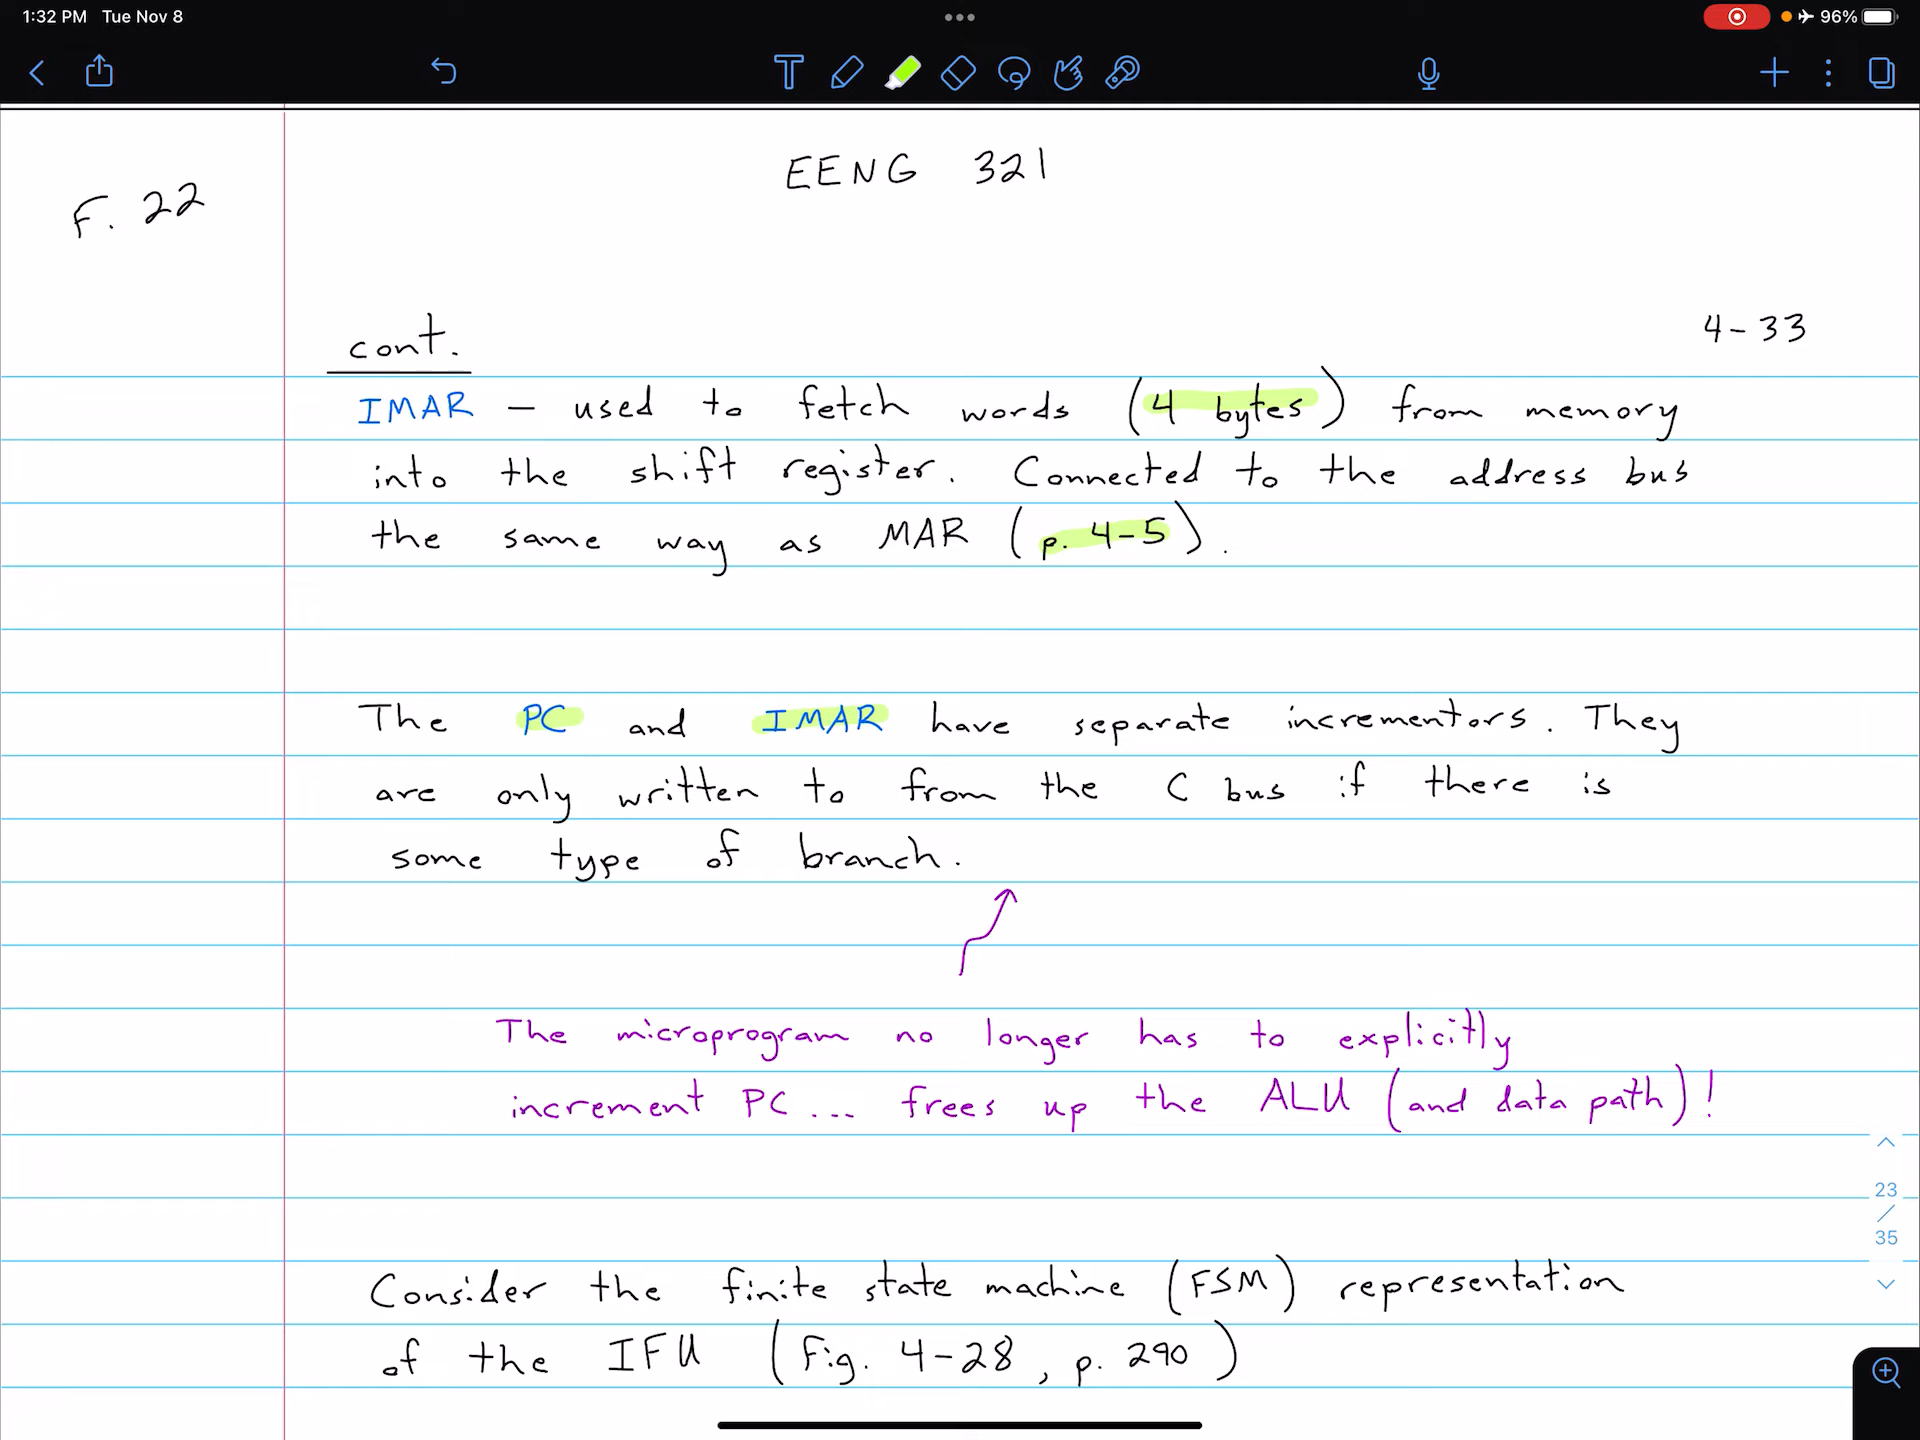 1:32 PM Tue Nov 8
96%
EENG 321
F. 22
cont.
4-33
IMAR – used to fetch words (4 bytes) from memory
into the shift register. Connected to the address bus
the same way as MAR (p. 4-5).
The PC and IMAR have separate incrementors. They
are only written to from the C bus if there is
some type of branch.
The microprogram no longer has to explicitly
increment PC... frees up the ALU (and data path)!
23
/
35
Consider the finite state machine (FSM) representation
of the IFU (Fig. 4-28, p. 290)